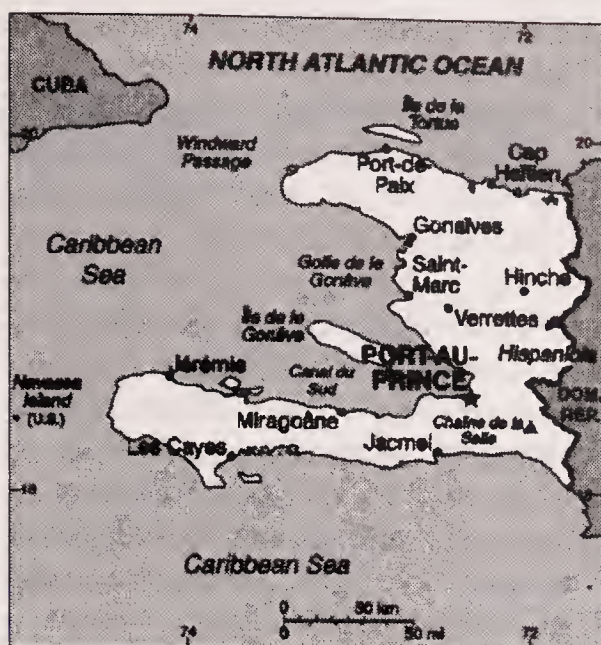 74
72
NORTH ATLANTIC OCEAN
CUBA
Île de la
Tortue
20
20
Windward
Passage
Port-de
Paix
Cap
Haïtien
Gonaïves
Caribbean
Sea
Golfe de la
Gonâve
Saint-
Marc
Hinche
Verrettes
Île de la
Gonâve
PORT-AU-
PRINCE
Hispaniola
Jérémie
Canal du
Sud
Navassa
Island
(U.S.)
DOM.
REP.
Miragoâne
Chaîne de la
Selle
Les Cayes
Jacmel
18
Caribbean Sea
0
50 km
0
50 mi
74
72